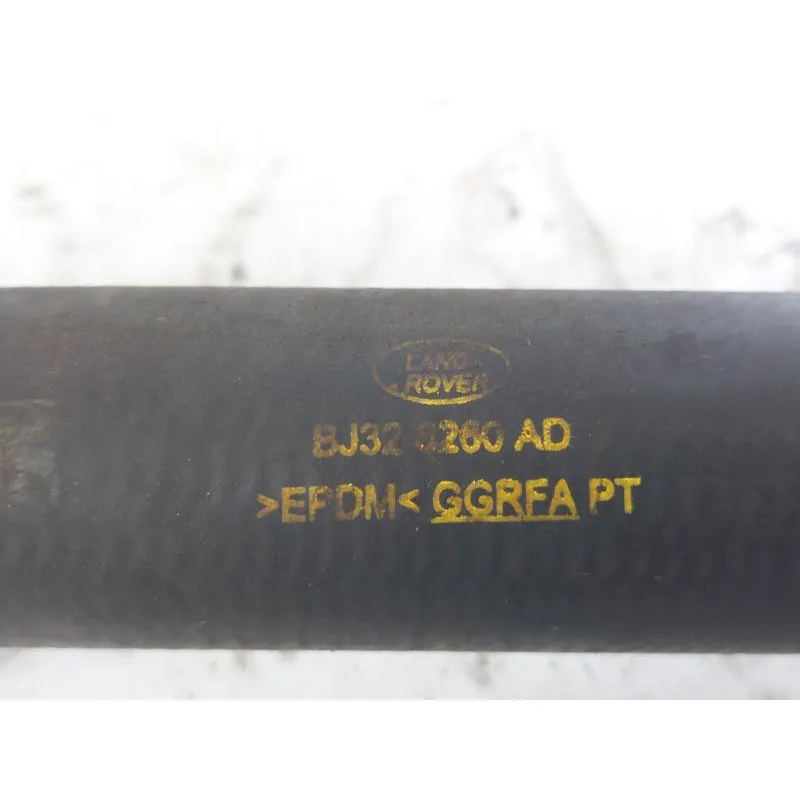 LAND
ROVER
BJ32 8260 AD
>EPDM< GGRFA PT